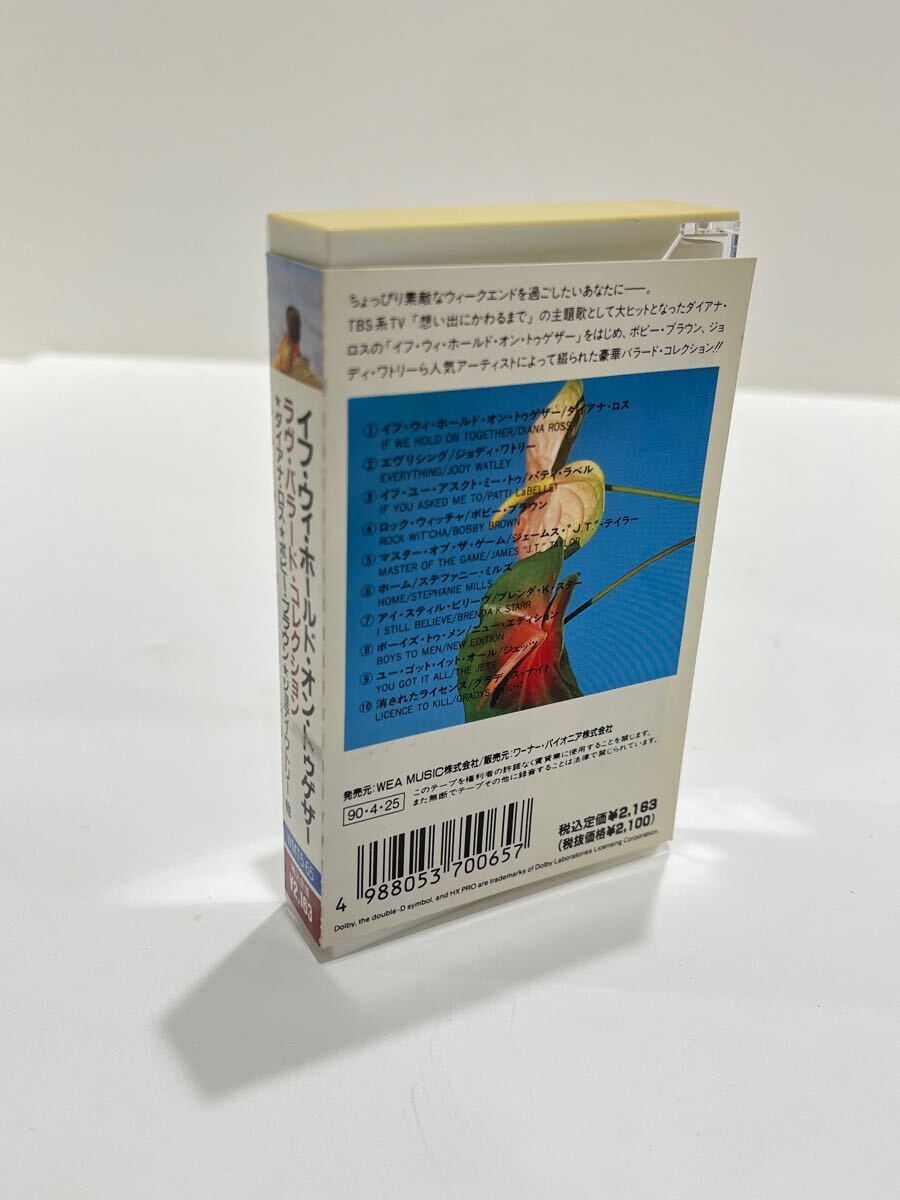 ちょっぴり素敵なウィークエンドを過ごしたいあなたに——。
TBS系TV「想い出にかわるまで」の主題歌として大ヒットとなったダイアナ・
ロスの「イフ・ウィ・ホールド・オン・トゥゲザー」をはじめ、ボビー・ブラウン、ジョ
ディ・ワトリーら人気アーティストによって綴られた豪華バラード・コレクション!!
①イフ・ウィ・ホールド・オン・トゥゲザー/ダイアナ・ロス
IF WE HOLD ON TOGETHER/DIANA ROSS
②エヴリシング/ジョディ・ワトリー
EVERYTHING/JODY WATLEY
③イフ・ユー・アスクト・ミー・トゥ/パティ・ラベル
IF YOU ASKED ME TO/PATTI LaBELLE
④ロック・ウィッチャ/ボビー・ブラウン
ROCK WIT'CHA/BOBBY BROWN
⑤マスター・オブ・ザ・ゲーム/ジェームス・"J.T."・テイラー
MASTER OF THE GAME/JAMES "J.T." TAYLOR
⑥ホーム/ステファニー・ミルズ
HOME/STEPHANIE MILLS
⑦アイ・スティル・ビリーヴ/ブレンダ・K・スター
I STILL BELIEVE/BRENDA K. STARR
⑧ボーイズ・トゥ・メン/ニュー・エディション
BOYS TO MEN/NEW EDITION
⑨ユー・ゴット・イット・オール/ジェッツ
YOU GOT IT ALL/THE JETS
⑩消されたライセンス/グラディス・ナイト
LICENCE TO KILL/GRADYS KNIGHT
発売元:WEA MUSIC株式会社/販売元:ワーナー・パイオニア株式会社
このテープを権利者の許諾なく賃貸業に使用することを禁じます。
また無断でテープその他に録音することは法律で禁じられています。
90・4・25
税込定価¥2,163
(税抜価格¥2,100)
4 988053 700657
Dolby, the double-D symbol, and HX PRO are trademarks of Dolby Laboratories Licensing Corporation.
イフ・ウィ・ホールド・オン・トゥゲザー
ラヴ・バラード・コレクション
¥2,163